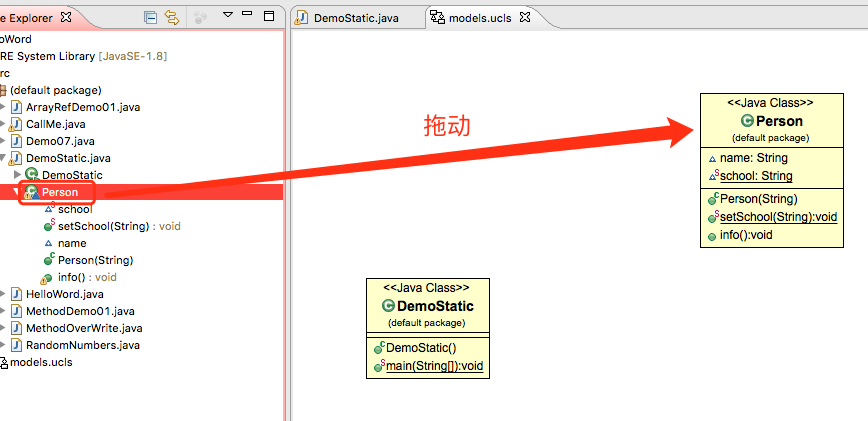 e Explorer
DemoStatic.java
models.ucls
oWord
RE System Library [JavaSE-1.8]
rc
(default package)
ArrayRefDemo01.java
CallMe.java
Demo07.java
DemoStatic.java
DemoStatic
Person
school
setSchool(String) : void
name
Person(String)
info() : void
HelloWord.java
MethodDemo01.java
MethodOverWrite.java
RandomNumbers.java
models.ucls
拖动
<<Java Class>>
Person
(default package)
name: String
school: String
Person(String)
setSchool(String):void
info():void
<<Java Class>>
DemoStatic
(default package)
DemoStatic()
main(String[]):void